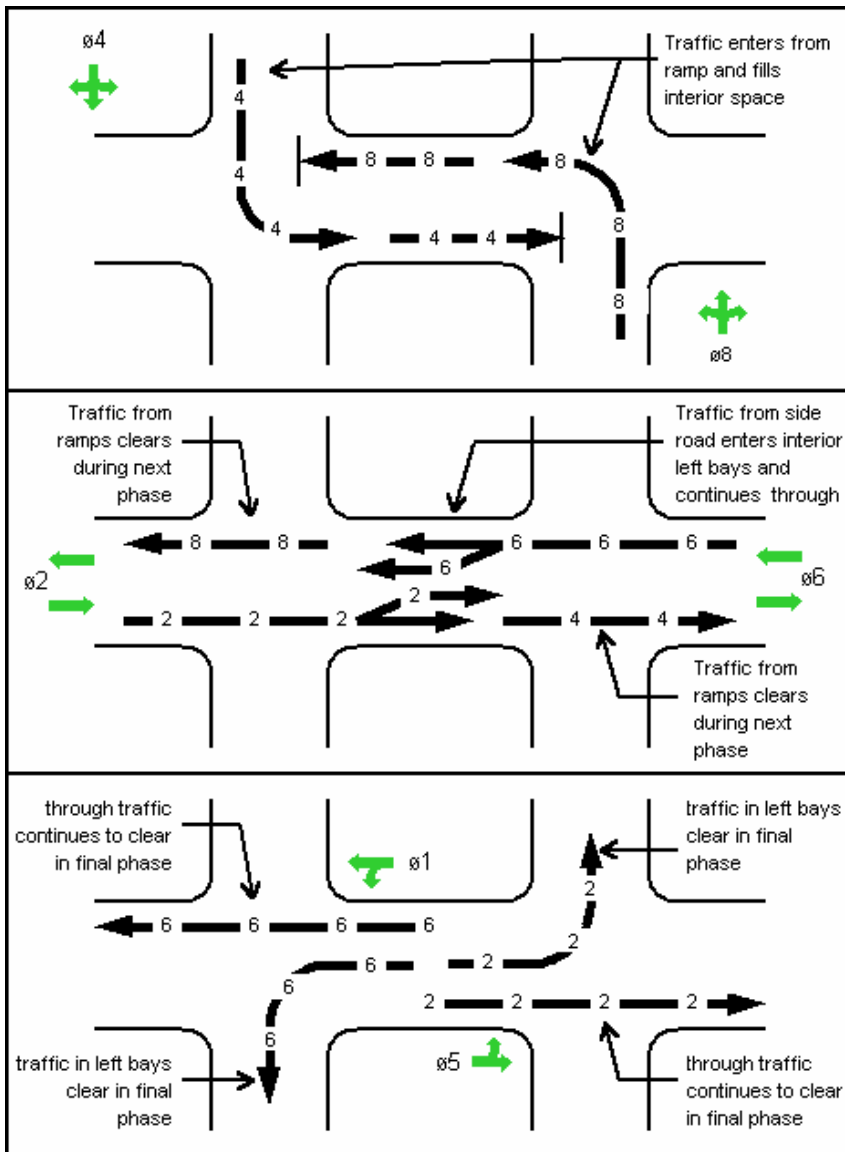 ø4
Traffic enters from
ramp and fills
interior space
4
8 8 8
4
4 4 4
8
8
ø8
Traffic from
ramps clears
during next
phase
Traffic from side
road enters interior
left bays and
continues through
8 8 6 6 6
6
ø2
ø6
2
2 2 2 4 4
Traffic from
ramps clears
during next
phase
through traffic
continues to clear
in final phase
traffic in left bays
clear in final
phase
ø1
2
6 6 6 6
2
6 2
6
2 2 2 2
6
ø5
traffic in left bays
clear in final
phase
through traffic
continues to clear
in final phase